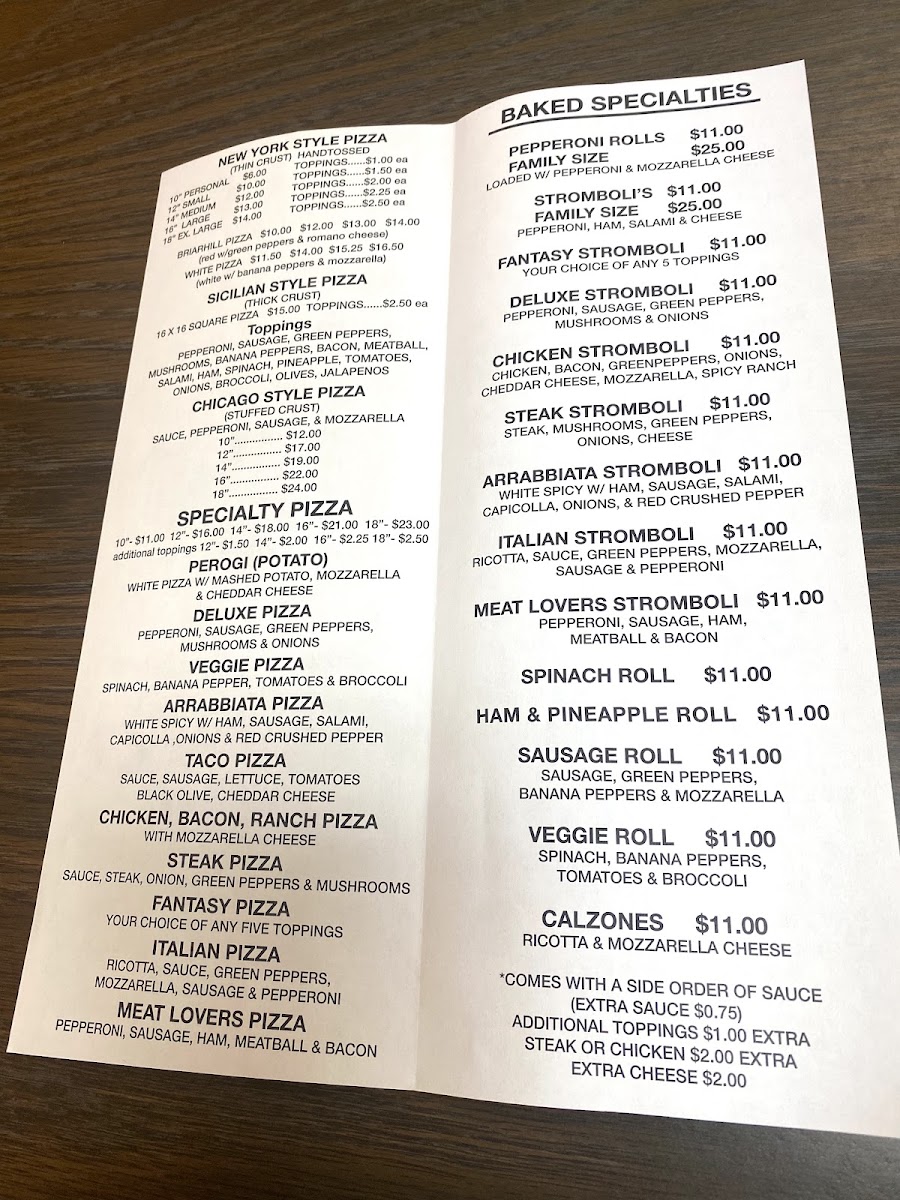 NEW YORK STYLE PIZZA
(THIN CRUST) HANDTOSSED
10" PERSONAL $6.00 TOPPINGS......$1.00 ea
12" SMALL $10.00 TOPPINGS......$1.50 ea
14" MEDIUM $12.00 TOPPINGS......$2.00 ea
16" LARGE $13.00 TOPPINGS......$2.25 ea
18" EX. LARGE $14.00 TOPPINGS......$2.50 ea
BRIARHILL PIZZA $10.00 $12.00 $13.00 $14.00
(red w/green peppers & romano cheese)
WHITE PIZZA $11.50 $14.00 $15.25 $16.50
(white w/ banana peppers & mozzarella)
SICILIAN STYLE PIZZA
(THICK CRUST)
16 X 16 SQUARE PIZZA $15.00 TOPPINGS......$2.50 ea
Toppings
PEPPERONI, SAUSAGE, GREEN PEPPERS,
MUSHROOMS, BANANA PEPPERS, BACON, MEATBALL,
SALAMI, HAM, SPINACH, PINEAPPLE, TOMATOES,
ONIONS, BROCCOLI, OLIVES, JALAPENOS
CHICAGO STYLE PIZZA
(STUFFED CRUST)
SAUCE, PEPPERONI, SAUSAGE, & MOZZARELLA
10"................ $12.00
12"................ $17.00
14"................ $19.00
16"................ $22.00
18"................ $24.00
SPECIALTY PIZZA
10"- $11.00 12"- $16.00 14"- $18.00 16"- $21.00 18"- $23.00
additional toppings 12"- $1.50 14"- $2.00 16"- $2.25 18"- $2.50
PEROGI (POTATO)
WHITE PIZZA W/ MASHED POTATO, MOZZARELLA
& CHEDDAR CHEESE
DELUXE PIZZA
PEPPERONI, SAUSAGE, GREEN PEPPERS,
MUSHROOMS & ONIONS
VEGGIE PIZZA
SPINACH, BANANA PEPPER, TOMATOES & BROCCOLI
ARRABBIATA PIZZA
WHITE SPICY W/ HAM, SAUSAGE, SALAMI,
CAPICOLLA ,ONIONS & RED CRUSHED PEPPER
TACO PIZZA
SAUCE, SAUSAGE, LETTUCE, TOMATOES
BLACK OLIVE, CHEDDAR CHEESE
CHICKEN, BACON, RANCH PIZZA
WITH MOZZARELLA CHEESE
STEAK PIZZA
SAUCE, STEAK, ONION, GREEN PEPPERS & MUSHROOMS
FANTASY PIZZA
YOUR CHOICE OF ANY FIVE TOPPINGS
ITALIAN PIZZA
RICOTTA, SAUCE, GREEN PEPPERS,
MOZZARELLA, SAUSAGE & PEPPERONI
MEAT LOVERS PIZZA
PEPPERONI, SAUSAGE, HAM, MEATBALL & BACON
BAKED SPECIALTIES
PEPPERONI ROLLS $11.00
FAMILY SIZE $25.00
LOADED W/ PEPPERONI & MOZZARELLA CHEESE
STROMBOLI'S $11.00
FAMILY SIZE $25.00
PEPPERONI, HAM, SALAMI & CHEESE
FANTASY STROMBOLI $11.00
YOUR CHOICE OF ANY 5 TOPPINGS
DELUXE STROMBOLI $11.00
PEPPERONI, SAUSAGE, GREEN PEPPERS,
MUSHROOMS & ONIONS
CHICKEN STROMBOLI $11.00
CHICKEN, BACON, GREENPEPPERS, ONIONS,
CHEDDAR CHEESE, MOZZARELLA, SPICY RANCH
STEAK STROMBOLI $11.00
STEAK, MUSHROOMS, GREEN PEPPERS,
ONIONS, CHEESE
ARRABBIATA STROMBOLI $11.00
WHITE SPICY W/ HAM, SAUSAGE, SALAMI,
CAPICOLLA, ONIONS, & RED CRUSHED PEPPER
ITALIAN STROMBOLI $11.00
RICOTTA, SAUCE, GREEN PEPPERS, MOZZARELLA,
SAUSAGE & PEPPERONI
MEAT LOVERS STROMBOLI $11.00
PEPPERONI, SAUSAGE, HAM,
MEATBALL & BACON
SPINACH ROLL $11.00
HAM & PINEAPPLE ROLL $11.00
SAUSAGE ROLL $11.00
SAUSAGE, GREEN PEPPERS,
BANANA PEPPERS & MOZZARELLA
VEGGIE ROLL $11.00
SPINACH, BANANA PEPPERS,
TOMATOES & BROCCOLI
CALZONES $11.00
RICOTTA & MOZZARELLA CHEESE
*COMES WITH A SIDE ORDER OF SAUCE
(EXTRA SAUCE $0.75)
ADDITIONAL TOPPINGS $1.00 EXTRA
STEAK OR CHICKEN $2.00 EXTRA
EXTRA CHEESE $2.00